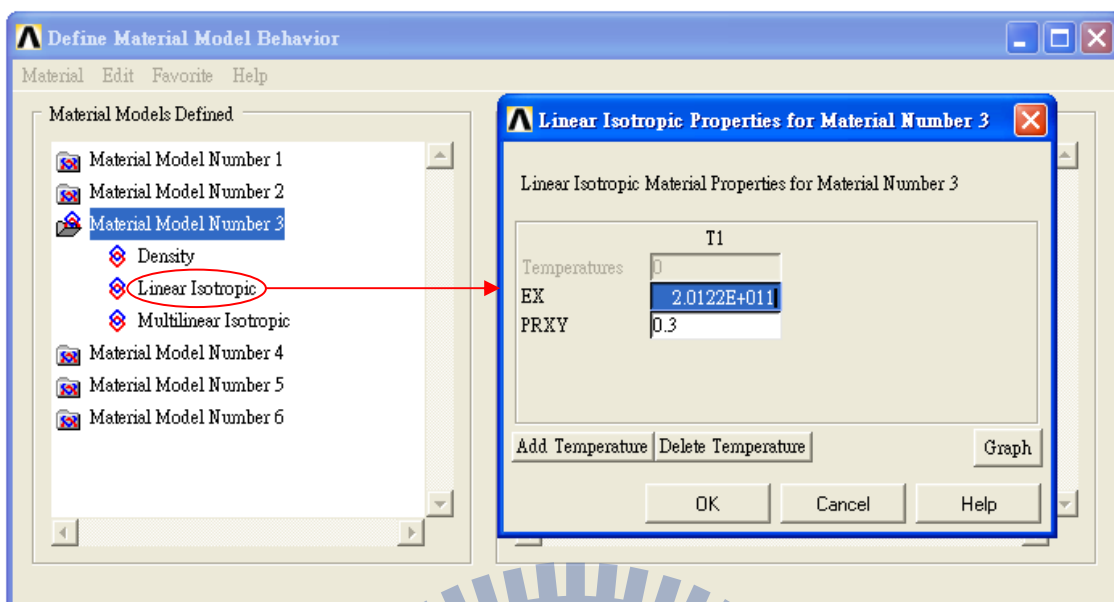 Define Material Model Behavior
Material Edit Favorite Help
Material Models Defined
Material Model Number 1
Material Model Number 2
Material Model Number 3
Density
Linear Isotropic
Multilinear Isotropic
Material Model Number 4
Material Model Number 5
Material Model Number 6
Linear Isotropic Properties for Material Number 3
Linear Isotropic Material Properties for Material Number 3
T1
Temperatures 0
EX 2.0122E+011
PRXY 0.3
Add Temperature Delete Temperature Graph
OK Cancel Help